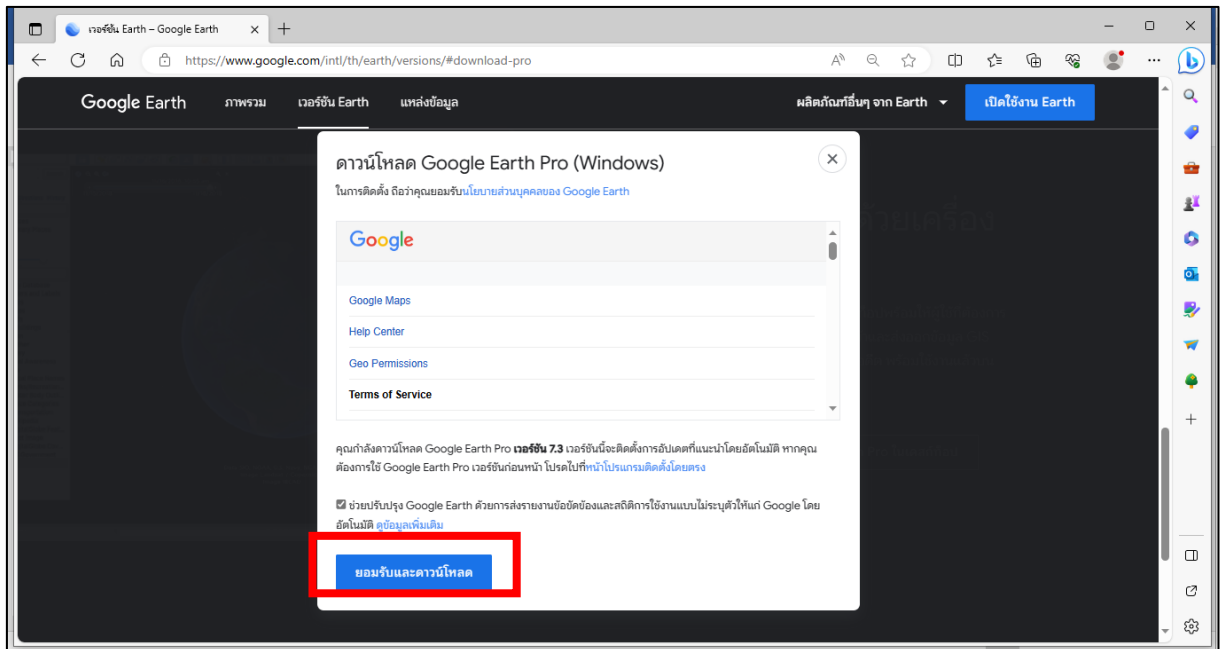 เวอร์ชัน Earth – Google Earth
https://www.google.com/intl/th/earth/versions/#download-pro
Google Earth ภาพรวม เวอร์ชัน Earth แหล่งข้อมูล ผลิตภัณฑ์อื่นๆ จาก Earth เปิดใช้งาน Earth
ดาวน์โหลด Google Earth Pro (Windows)
ในการติดตั้ง ถือว่าคุณยอมรับนโยบายส่วนบุคคลของ Google Earth
Google
Google Maps
Help Center
Geo Permissions
Terms of Service
คุณกำลังดาวน์โหลด Google Earth Pro เวอร์ชัน 7.3 เวอร์ชันนี้จะติดตั้งการอัปเดตที่แนะนำโดยอัตโนมัติ หากคุณ
ต้องการใช้ Google Earth Pro เวอร์ชันก่อนหน้า โปรดไปที่หน้าโปรแกรมติดตั้งโดยตรง
ช่วยปรับปรุง Google Earth ด้วยการส่งรายงานข้อขัดข้องและสถิติการใช้งานแบบไม่ระบุตัวให้แก่ Google โดย
อัตโนมัติ ดูข้อมูลเพิ่มเติม
ยอมรับและดาวน์โหลด